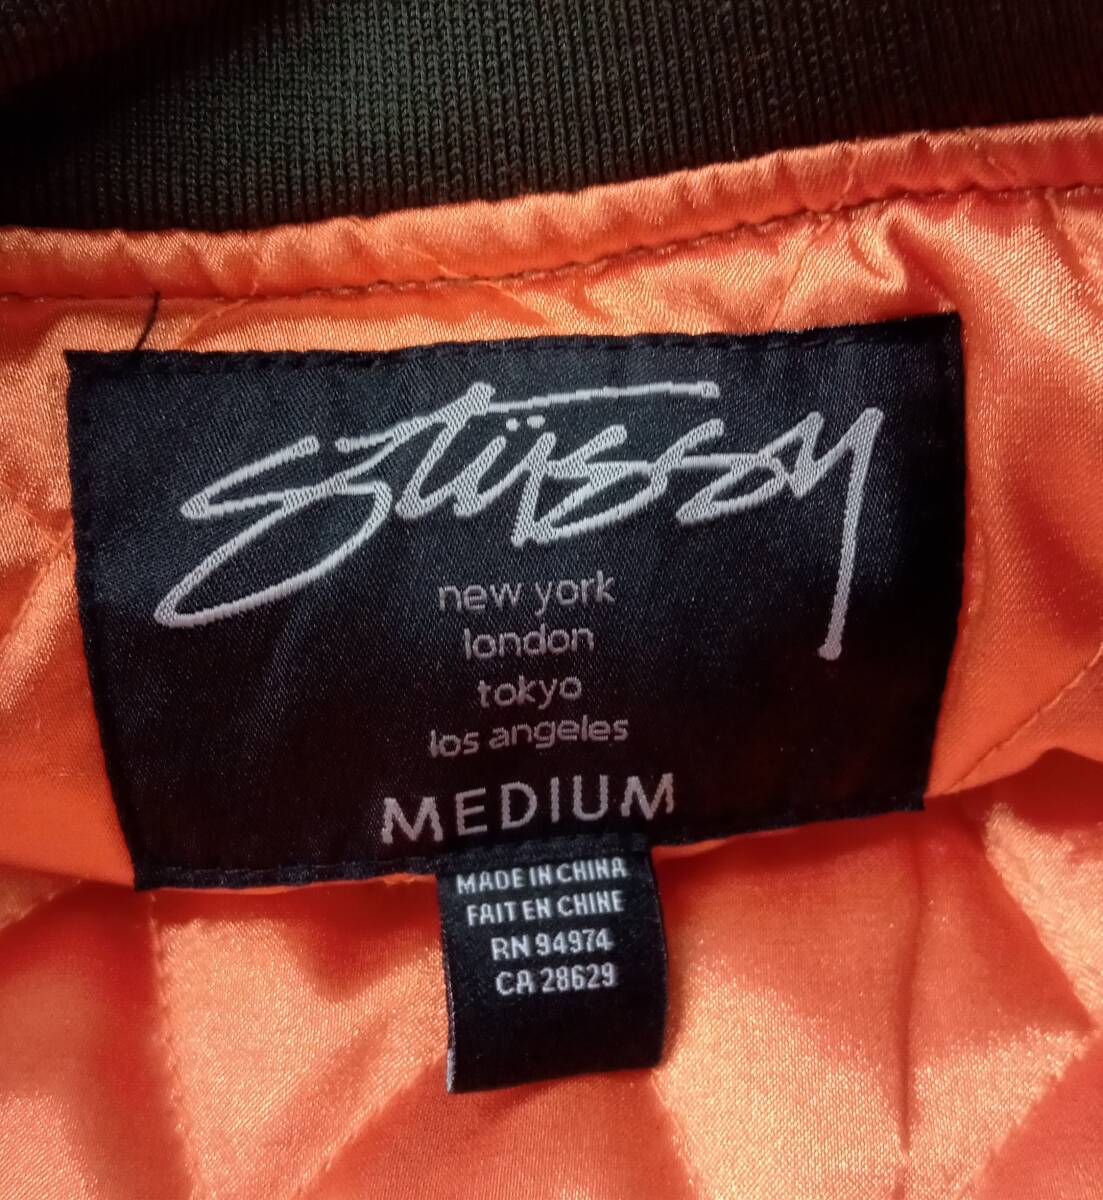 stüssy
new york
london
tokyo
los angeles
MEDIUM
MADE IN CHINA
FAIT EN CHINE
RN 94974
CA 28629